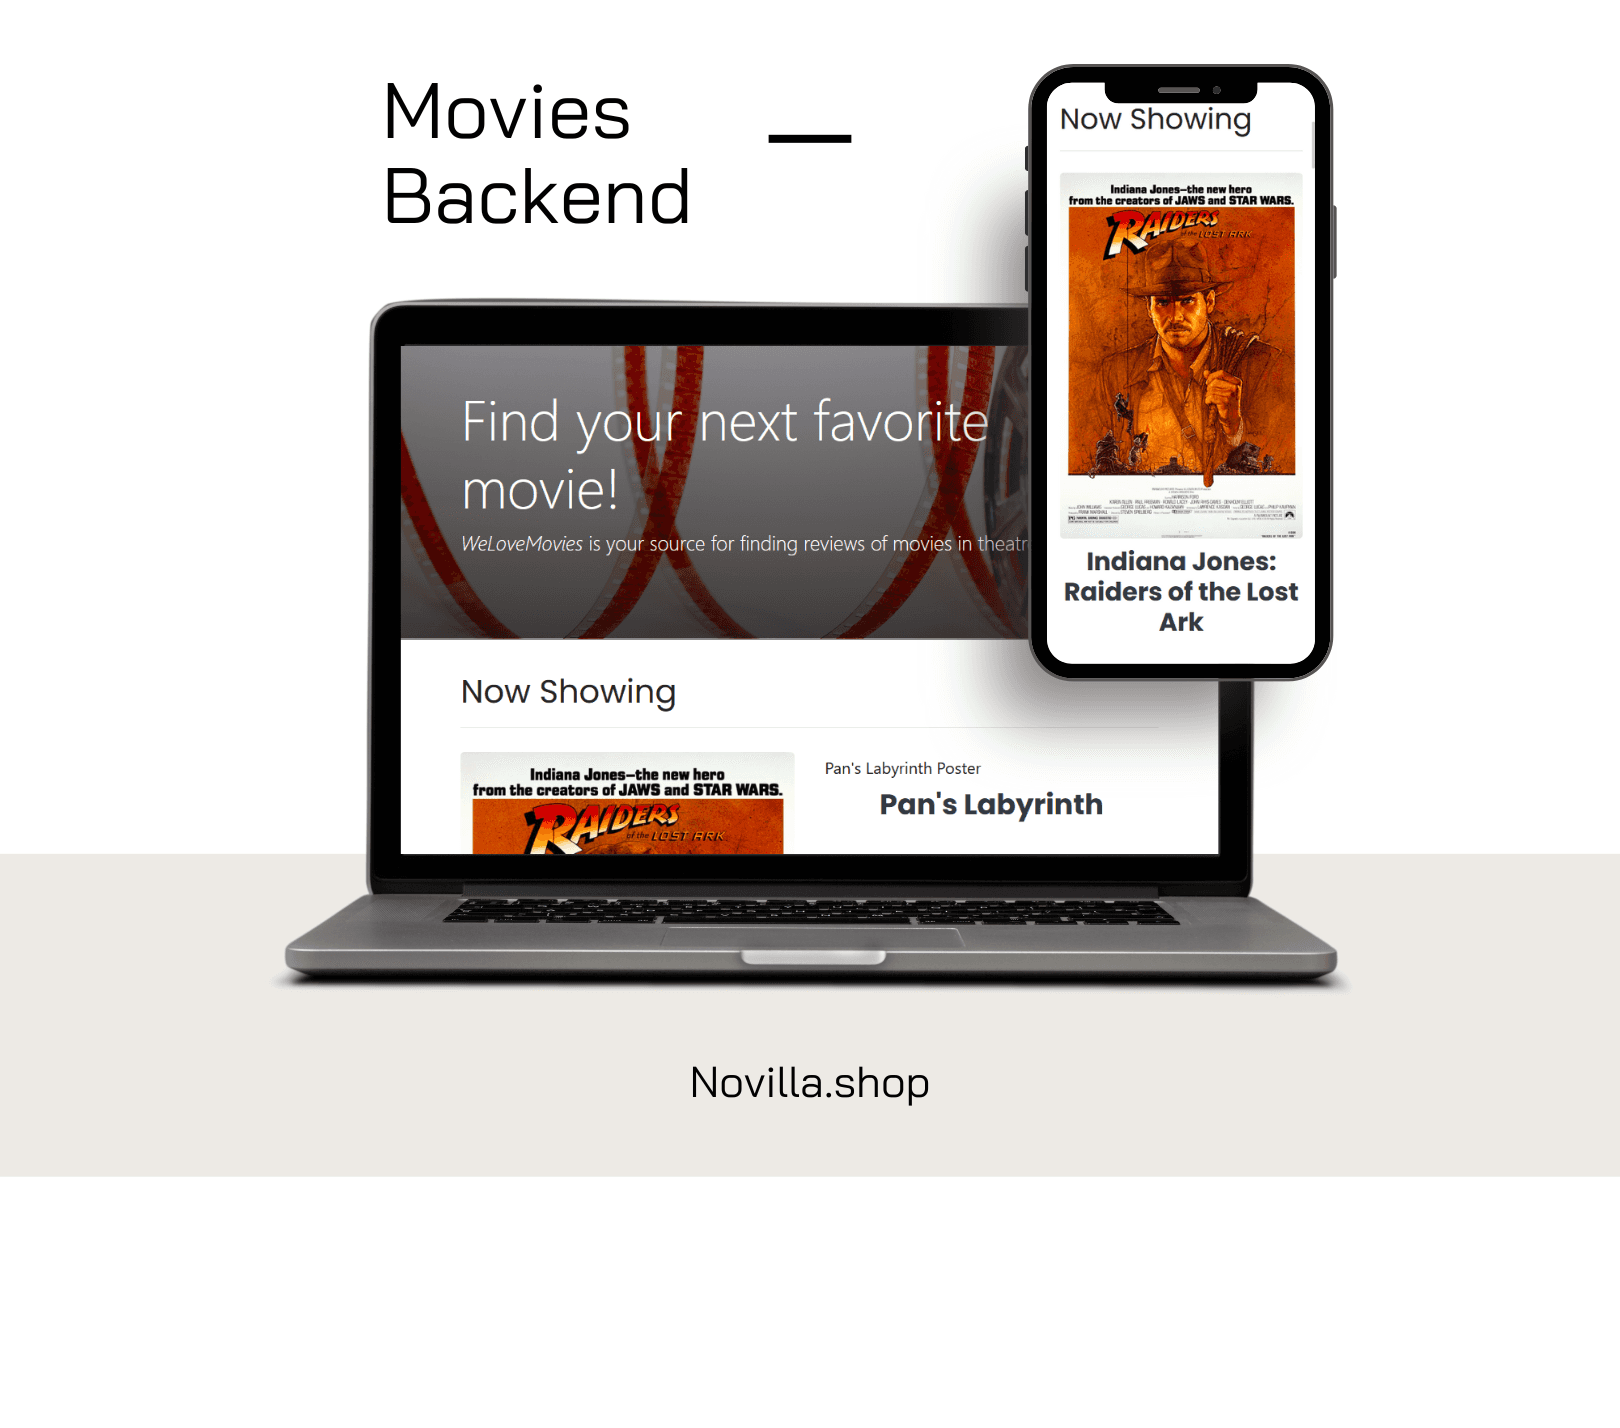 Movies
Backend
Now Showing
Indiana Jones—the new hero
from the creators of JAWS and STAR WARS.
RAIDERS
of the LOST ARK
Indiana Jones:
Raiders of the Lost
Ark
Find your next favorite
movie!
WeLoveMovies is your source for finding reviews of movies in theatr
Now Showing
Indiana Jones—the new hero
from the creators of JAWS and STAR WARS.
RAIDERS
of the LOST ARK
Pan's Labyrinth Poster
Pan's Labyrinth
Novilla.shop